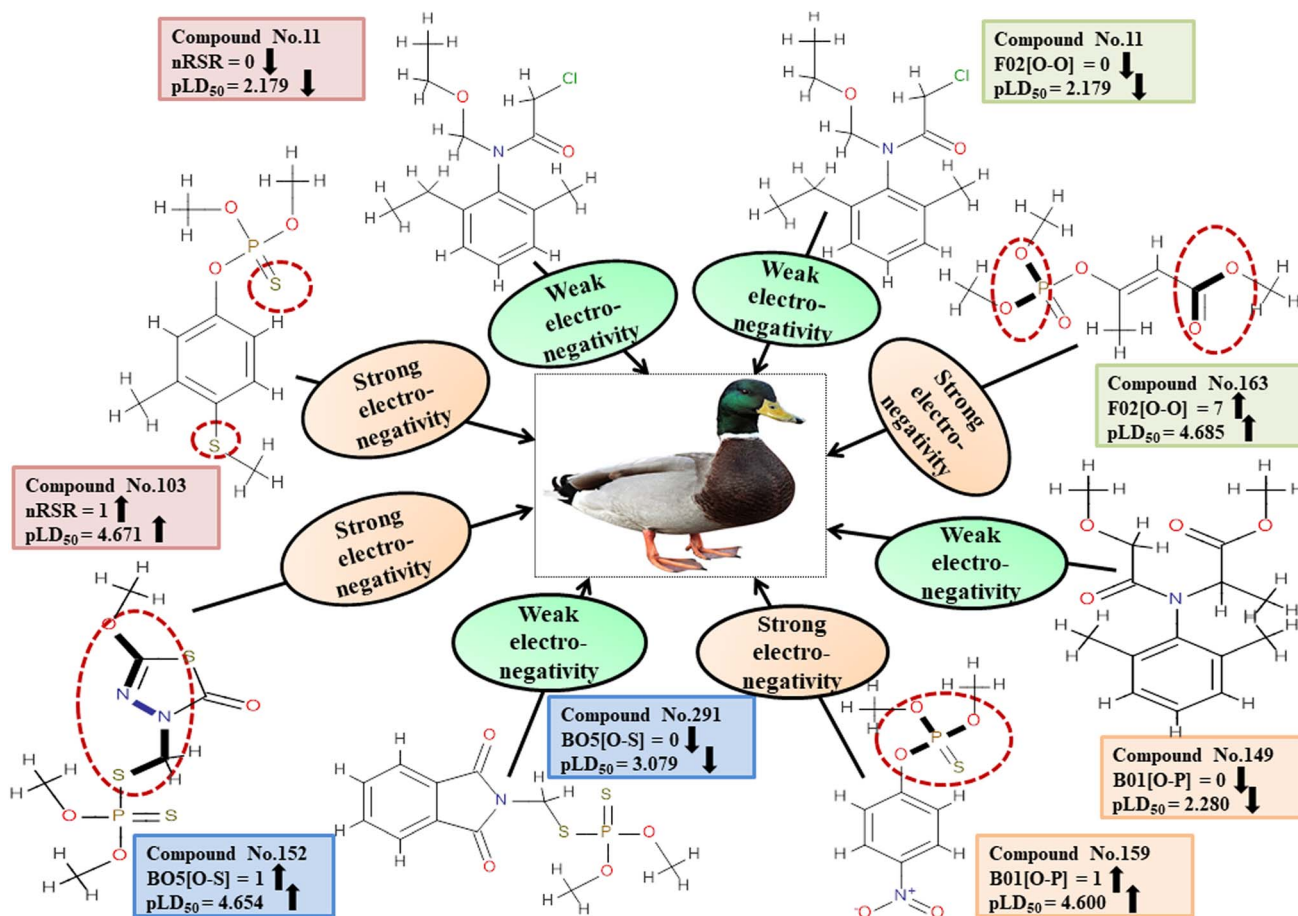 Compound No.11
nRSR = 0
pLD₅₀ = 2.179
Compound No.11
F02[O-O] = 0
pLD₅₀ = 2.179
Weak
electro-
negativity
Weak
electro-
negativity
Strong
electro-
negativity
Strong
electro-
negativity
Compound No.163
F02[O-O] = 7
pLD₅₀ = 4.685
Compound No.103
nRSR = 1
pLD₅₀ = 4.671
Strong
electro-
negativity
Weak
electro-
negativity
Weak
electro-
negativity
Strong
electro-
negativity
Compound No.291
BO5[O-S] = 0
pLD₅₀ = 3.079
Compound No.149
B01[O-P] = 0
pLD₅₀ = 2.280
Compound No.152
BO5[O-S] = 1
pLD₅₀ = 4.654
Compound No.159
B01[O-P] = 1
pLD₅₀ = 4.600